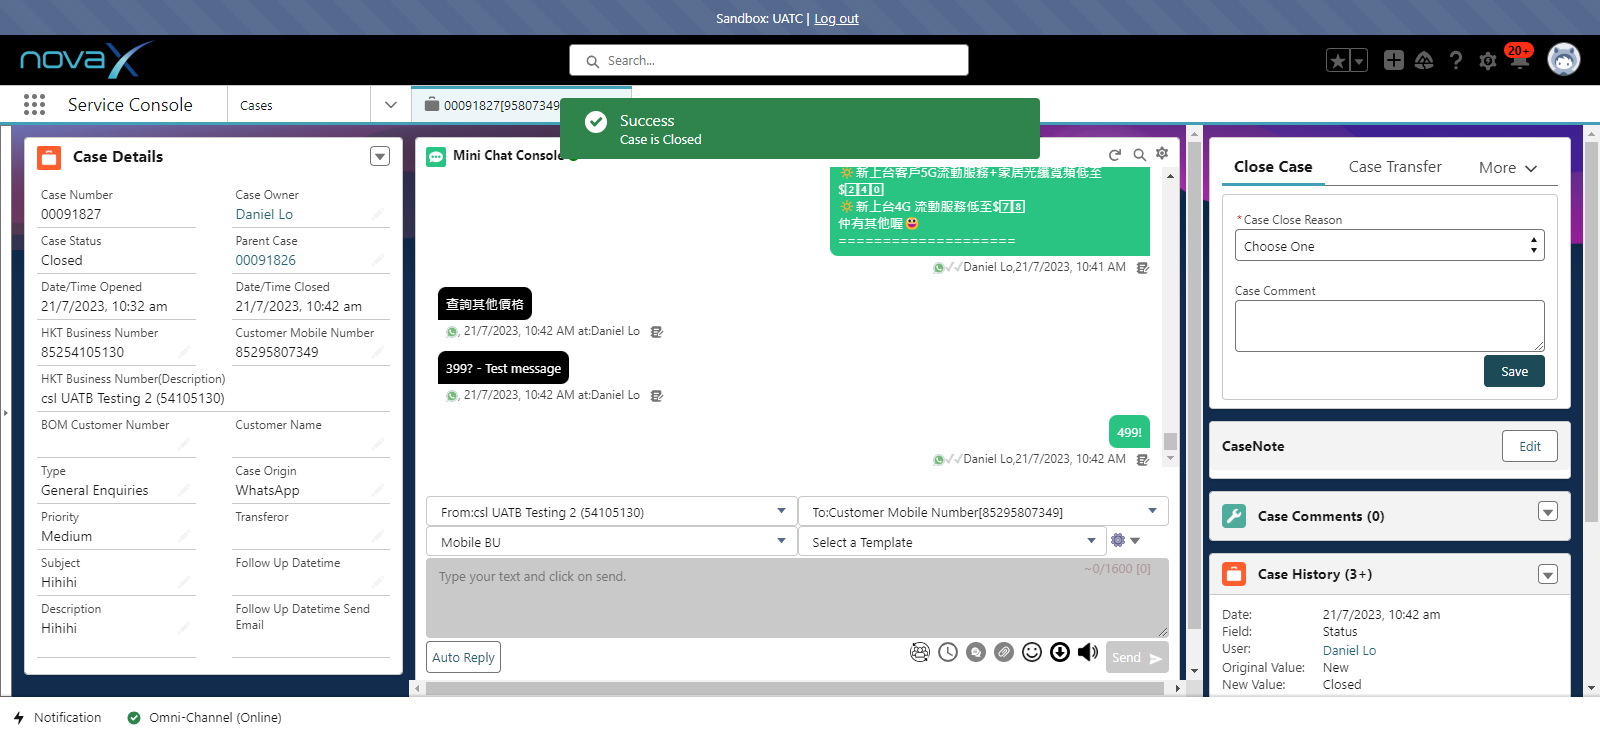 Sandbox: UATC | Log out
novaX
Search...
20+
Service Console
Cases
00091827[95807349
Success
Case is Closed
Case Details
Case Number
00091827
Case Owner
Daniel Lo
Case Status
Closed
Parent Case
00091826
Date/Time Opened
21/7/2023, 10:32 am
Date/Time Closed
21/7/2023, 10:42 am
HKT Business Number
85254105130
Customer Mobile Number
85295807349
HKT Business Number(Description)
csl UATB Testing 2 (54105130)
BOM Customer Number
Customer Name
Type
General Enquiries
Case Origin
WhatsApp
Priority
Medium
Transferor
Subject
Hihihi
Follow Up Datetime
Description
Hihihi
Follow Up Datetime Send
Email
Mini Chat Console
🔆新上台客戶5G流動服務+家居光纖寬頻低至
$2️⃣4️⃣0️⃣
🔆新上台4G 流動服務低至$7️⃣8️⃣
仲有其他喔😃
====================
Daniel Lo,21/7/2023, 10:41 AM
查詢其他價格
, 21/7/2023, 10:42 AM at:Daniel Lo
399? - Test message
, 21/7/2023, 10:42 AM at:Daniel Lo
499!
Daniel Lo,21/7/2023, 10:42 AM
From:csl UATB Testing 2 (54105130)
To:Customer Mobile Number[85295807349]
Mobile BU
Select a Template
Type your text and click on send.
~0/1600 [0]
Auto Reply
Send
Close Case
Case Transfer
More
*Case Close Reason
Choose One
Case Comment
Save
CaseNote
Edit
Case Comments (0)
Case History (3+)
Date: 21/7/2023, 10:42 am
Field: Status
User: Daniel Lo
Original Value: New
New Value: Closed
Notification
Omni-Channel (Online)